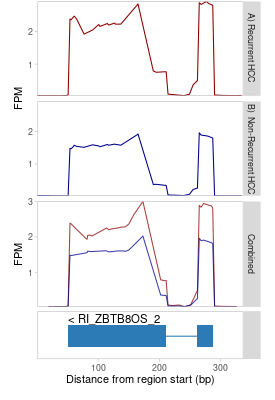 2
1
A) Recurrent HCC
FPM
2
1
B) Non-Recurrent HCC
3
2
1
FPM
Combined
< RI_ZBTB8OS_2
100 200 300
Distance from region start (bp)